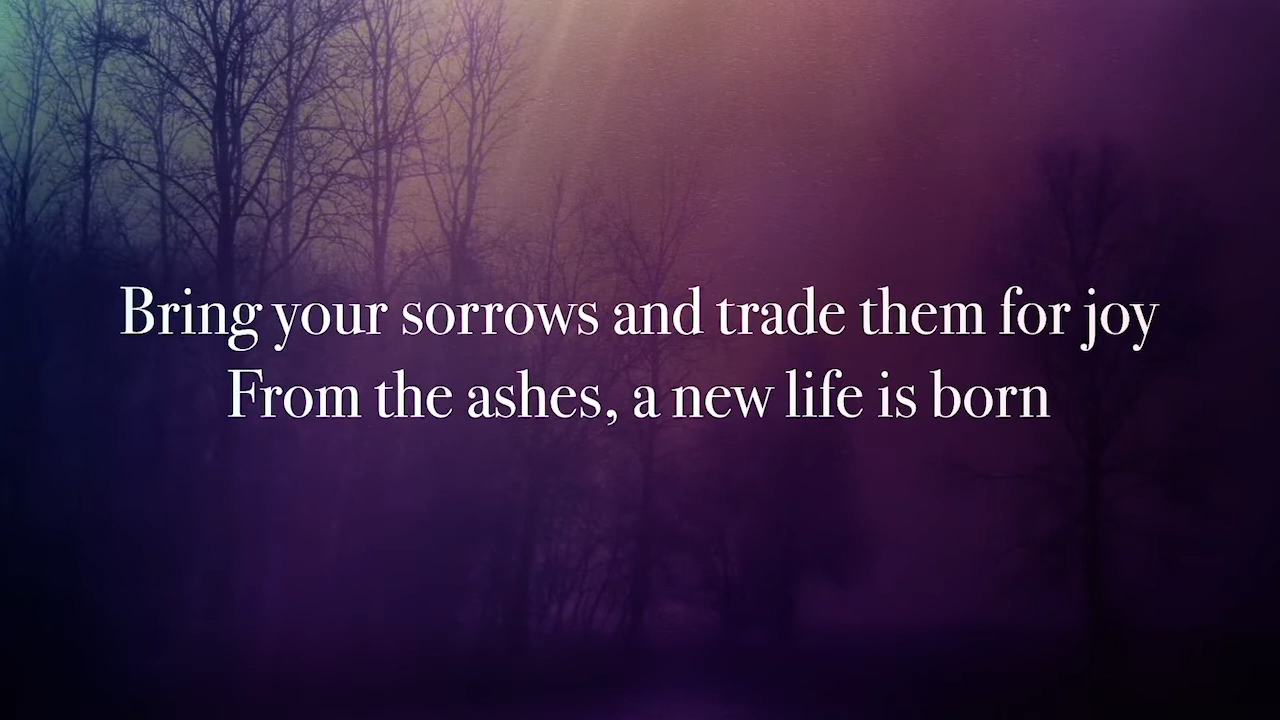 Bring your sorrows and trade them for joy
From the ashes, a new life is born